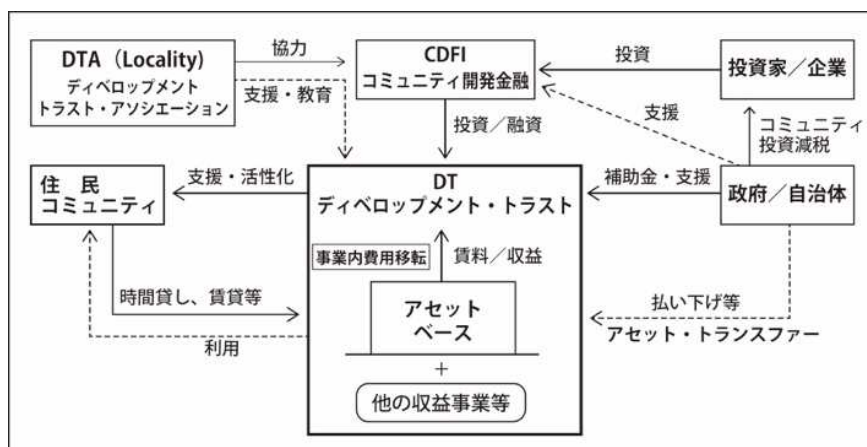 DTA（Locality）
ディベロップメント
トラスト・アソシエーション
協力
支援・教育
CDFI
コミュニティ開発金融
投資
投資家／企業
支援
コミュニティ
投資減税
投資／融資
住　民
コミュニティ
支援・活性化
DT
ディベロップメント・トラスト
補助金・支援
政府／自治体
事業内費用移転
賃料／収益
時間貸し、賃貸等
利用
アセット
ベース
払い下げ等
アセット・トランスファー
＋
他の収益事業等